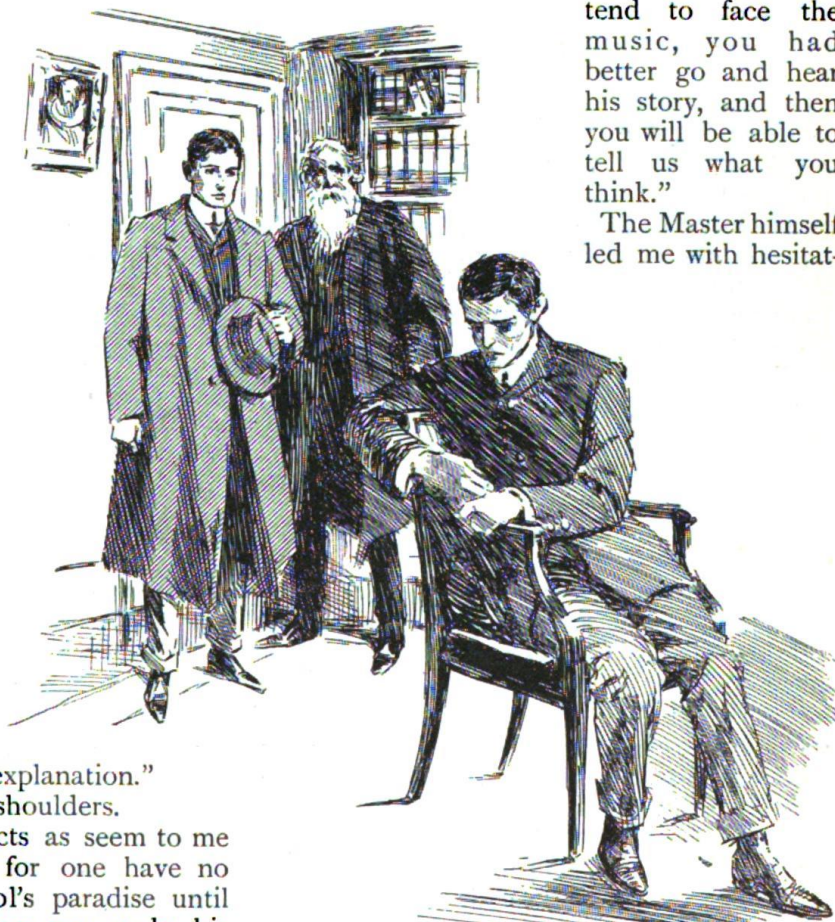 tend to face the
music, you had
better go and hear
his story, and then
you will be able to
tell us what you
think.”
The Master himself
led me with hesitat-
explanation.”
shoulders.
cts as seem to me
for one have no
ol's paradise until